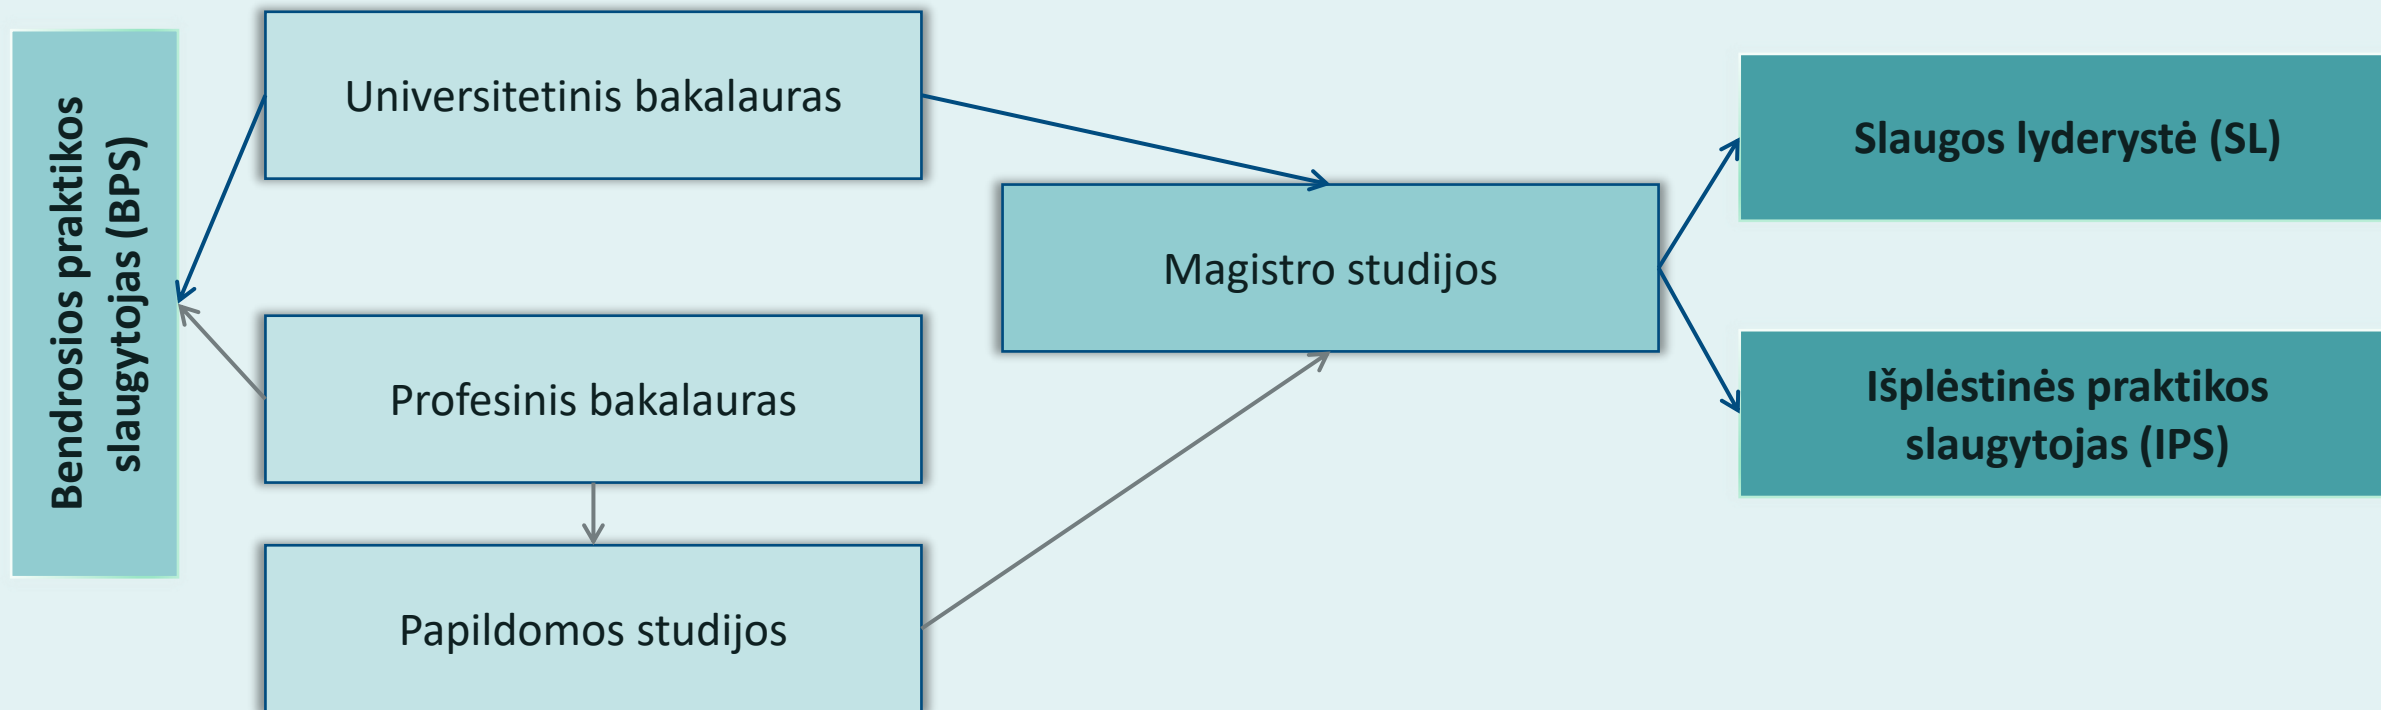 Bendrosios praktikos
slaugytojas (BPS)
Universitetinis bakalauras
Profesinis bakalauras
Papildomos studijos
Magistro studijos
Slaugos lyderystė (SL)
Išplėstinės praktikos
slaugytojas (IPS)